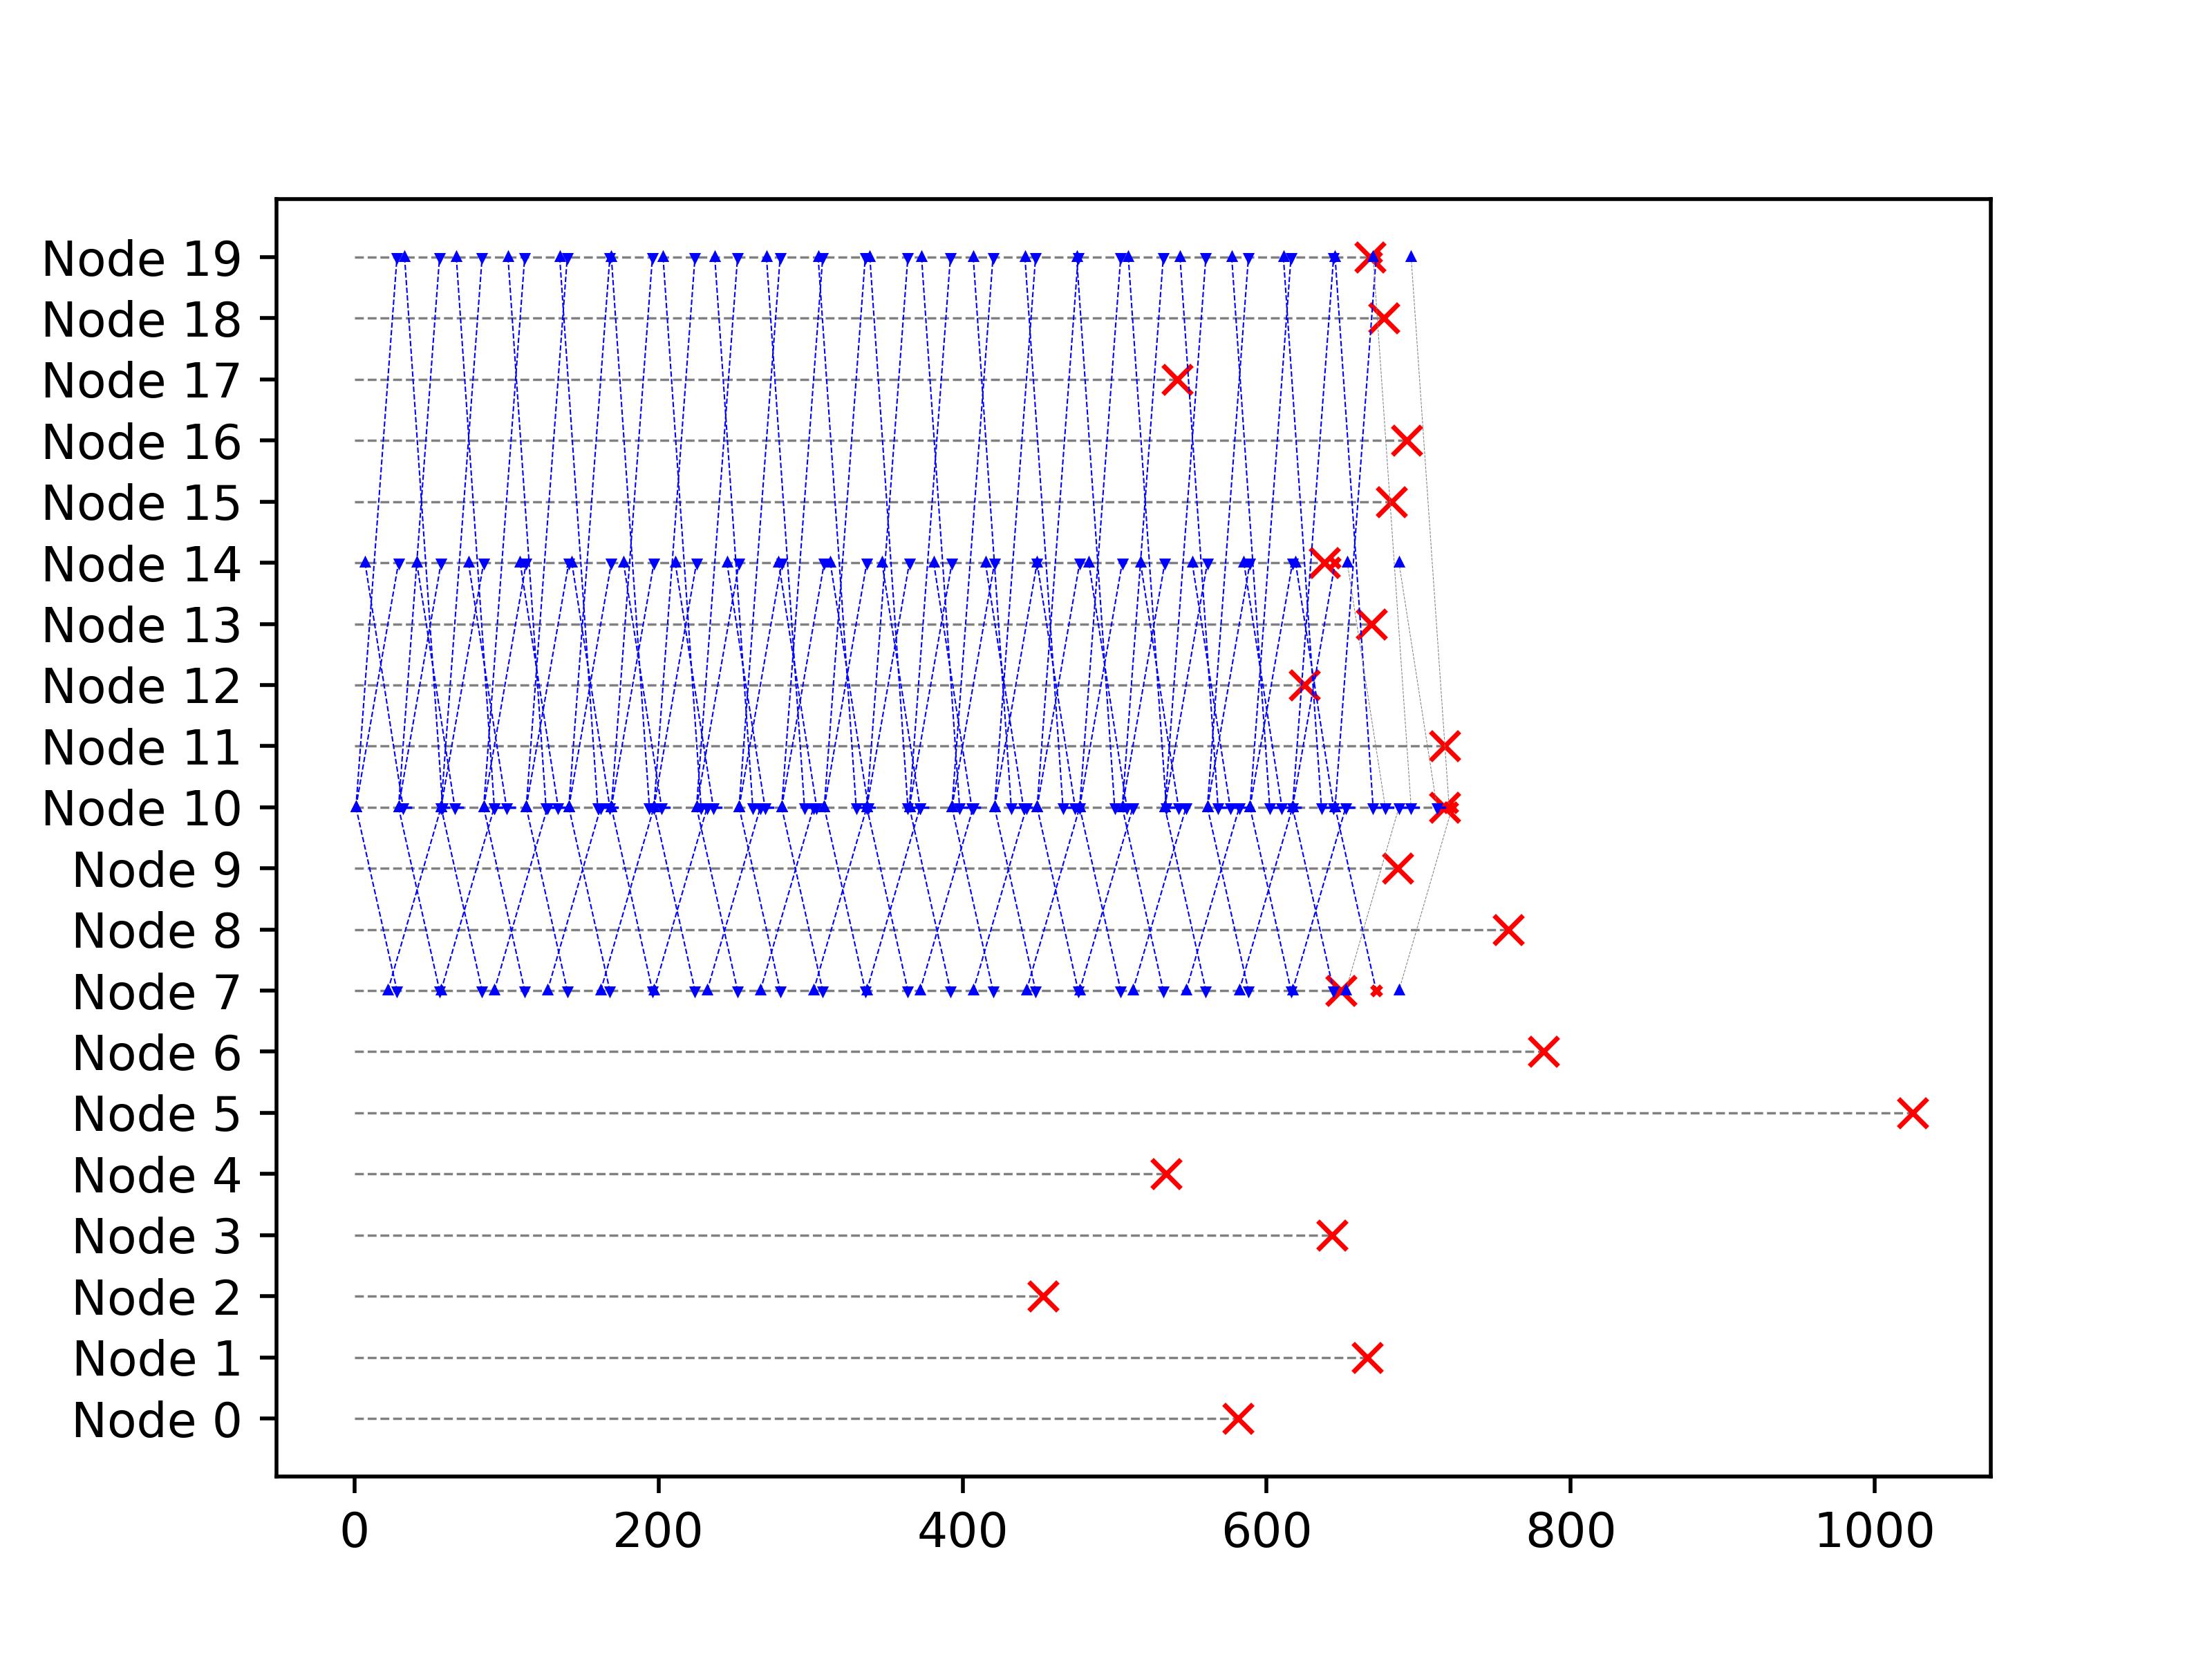 Node 19
Node 18
Node 17
Node 16
Node 15
Node 14
Node 13
Node 12
Node 11
Node 10
Node 9
Node 8
Node 7
Node 6
Node 5
Node 4
Node 3
Node 2
Node 1
Node 0
0 200 400 600 800 1000